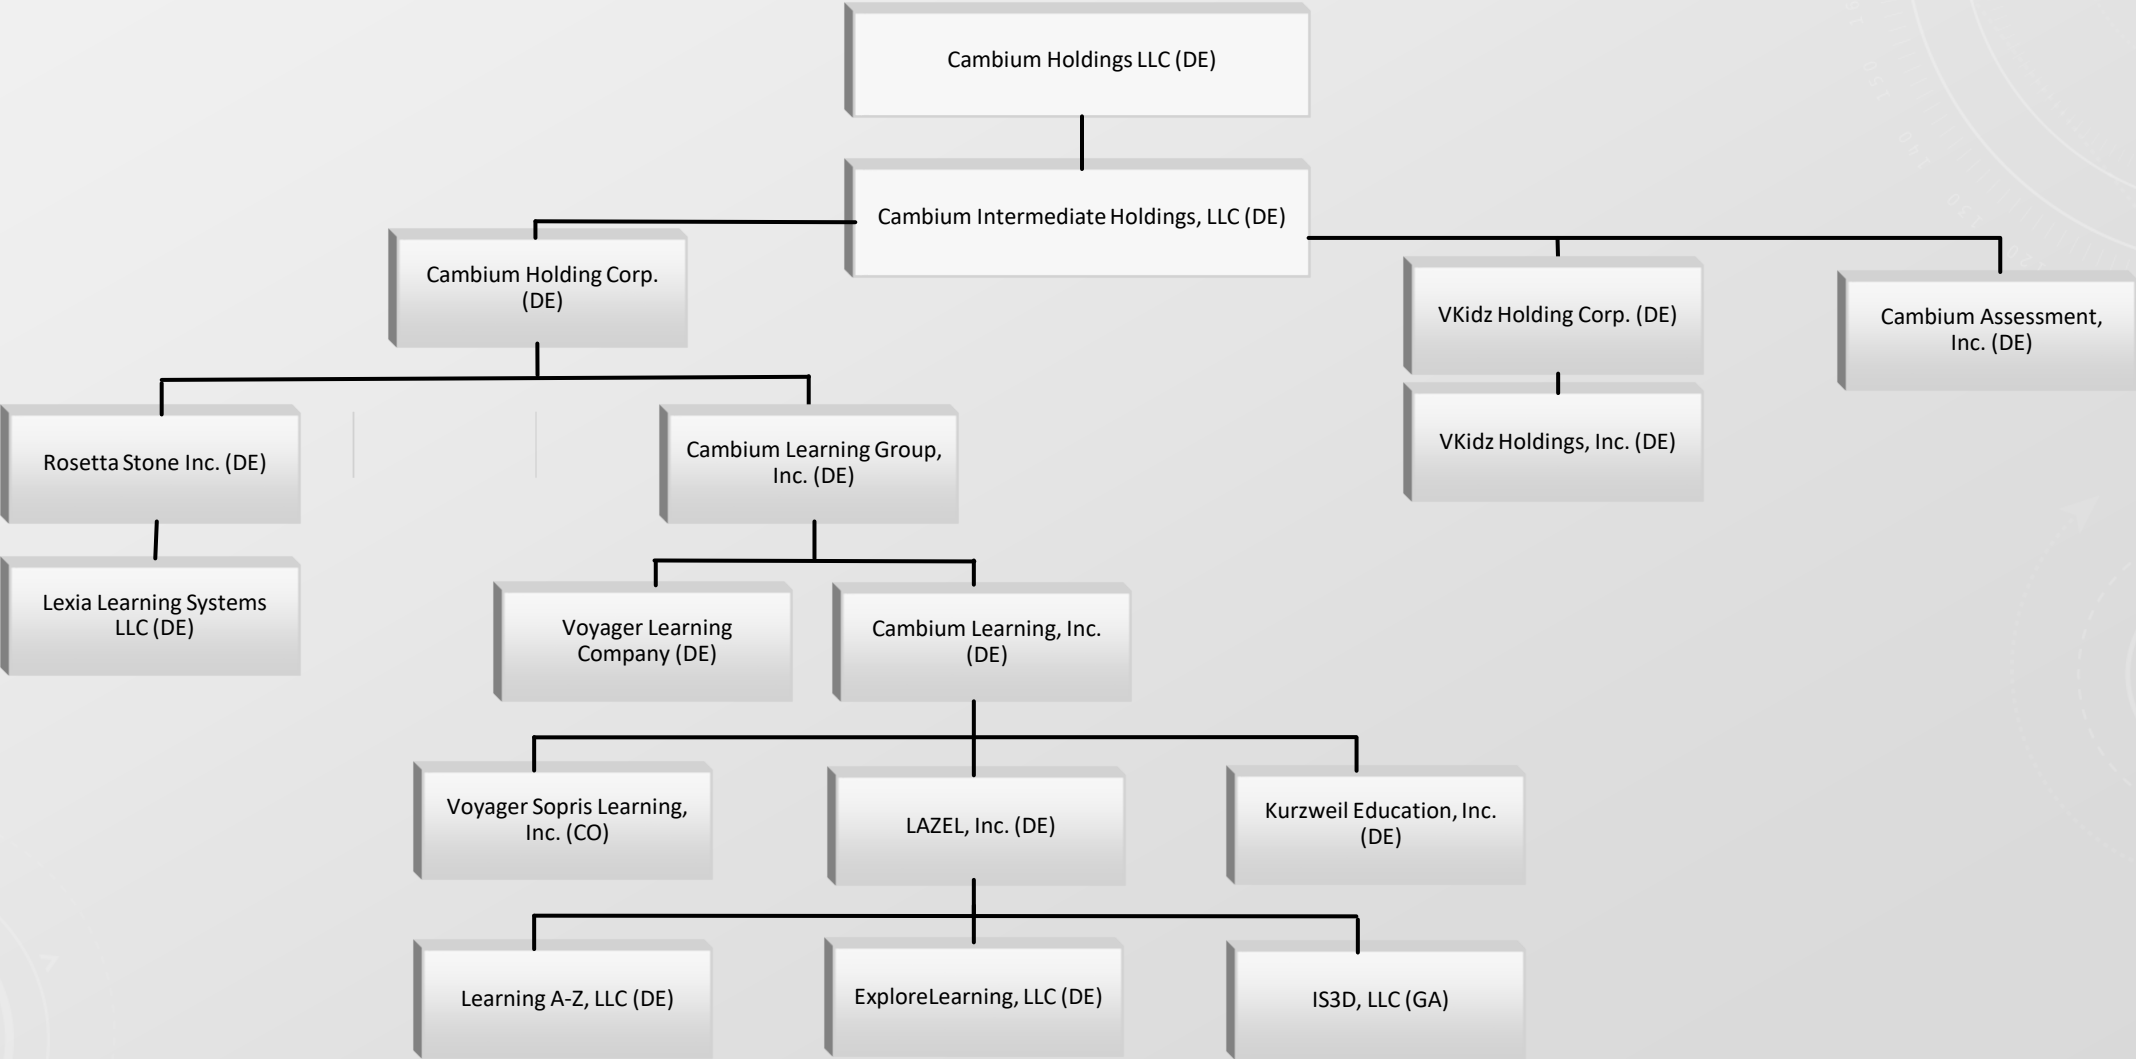 Cambium Holdings LLC (DE)
Cambium Intermediate Holdings, LLC (DE)
Cambium Holding Corp.
(DE)
VKidz Holding Corp. (DE)
Cambium Assessment,
Inc. (DE)
Rosetta Stone Inc. (DE)
Cambium Learning Group,
Inc. (DE)
VKidz Holdings, Inc. (DE)
Lexia Learning Systems
LLC (DE)
Voyager Learning
Company (DE)
Cambium Learning, Inc.
(DE)
Voyager Sopris Learning,
Inc. (CO)
LAZEL, Inc. (DE)
Kurzweil Education, Inc.
(DE)
Learning A-Z, LLC (DE)
ExploreLearning, LLC (DE)
IS3D, LLC (GA)